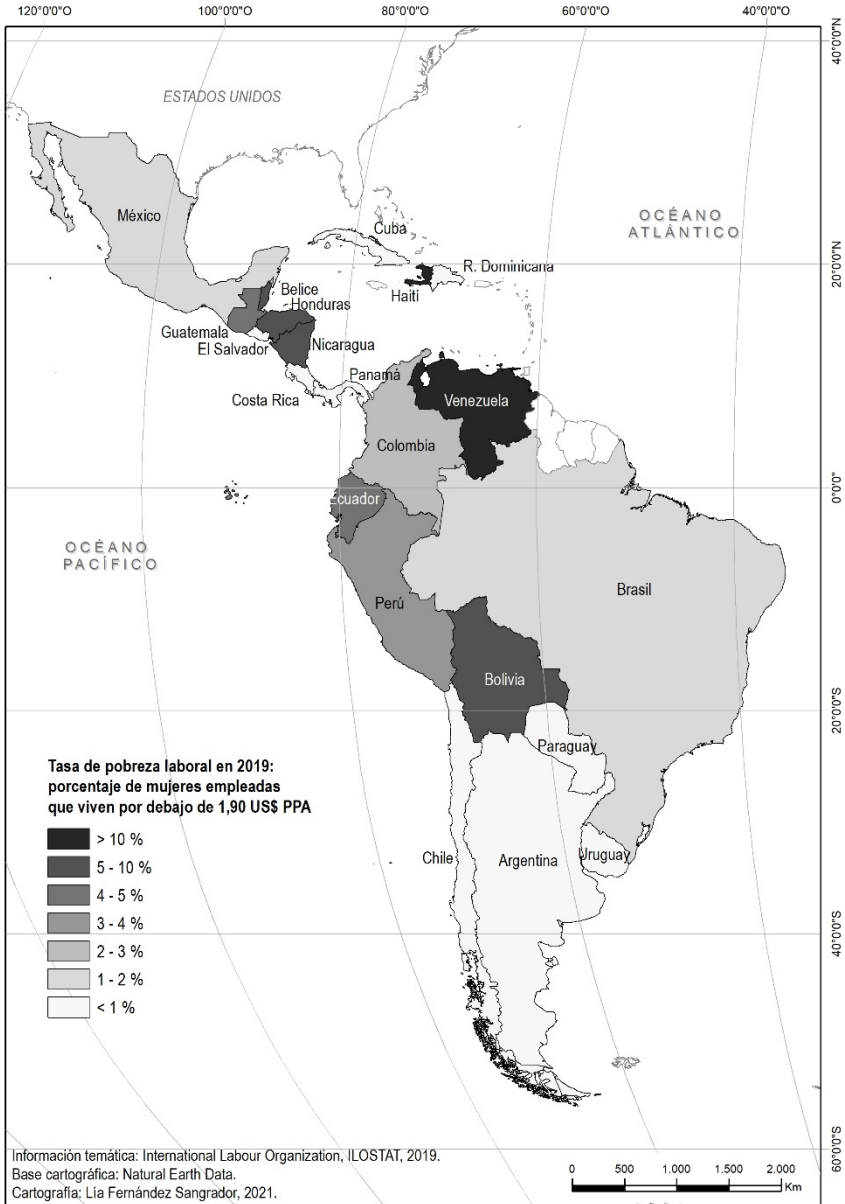 120°0'0"O
100°0'0"O
80°0'0"O
60°0'0"O
40°0'0"O
40°0'0"N
ESTADOS UNIDOS
México
OCÉANO
ATLÁNTICO
Cuba
20°0'0"N
R. Dominicana
Haití
Belice
Honduras
Guatemala
El Salvador
Nicaragua
Panamá
Costa Rica
Venezuela
Colombia
0°0'0"
Ecuador
OCÉANO
PACÍFICO
Perú
Brasil
Bolivia
20°0'0"S
Paraguay
Tasa de pobreza laboral en 2019:
porcentaje de mujeres empleadas
que viven por debajo de 1,90 US$ PPA
> 10 %
5 - 10 %
4 - 5 %
3 - 4 %
2 - 3 %
1 - 2 %
< 1 %
Chile
Argentina
Uruguay
40°0'0"S
60°0'0"S
Información temática: International Labour Organization, ILOSTAT, 2019.
Base cartográfica: Natural Earth Data.
Cartografía: Lía Fernández Sangrador, 2021.
0 500 1.000 1.500 2.000
Km